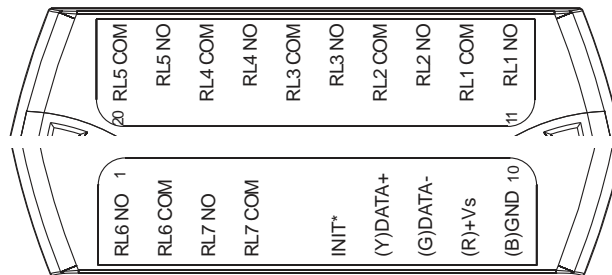 RL5 COM
RL5 NO
RL4 COM
RL4 NO
RL3 COM
RL3 NO
RL2 COM
RL2 NO
RL1 COM
RL1 NO
20
11
1
10
RL6 NO
RL6 COM
RL7 NO
RL7 COM
INIT*
(Y)DATA+
(G)DATA-
(R)+Vs
(B)GND